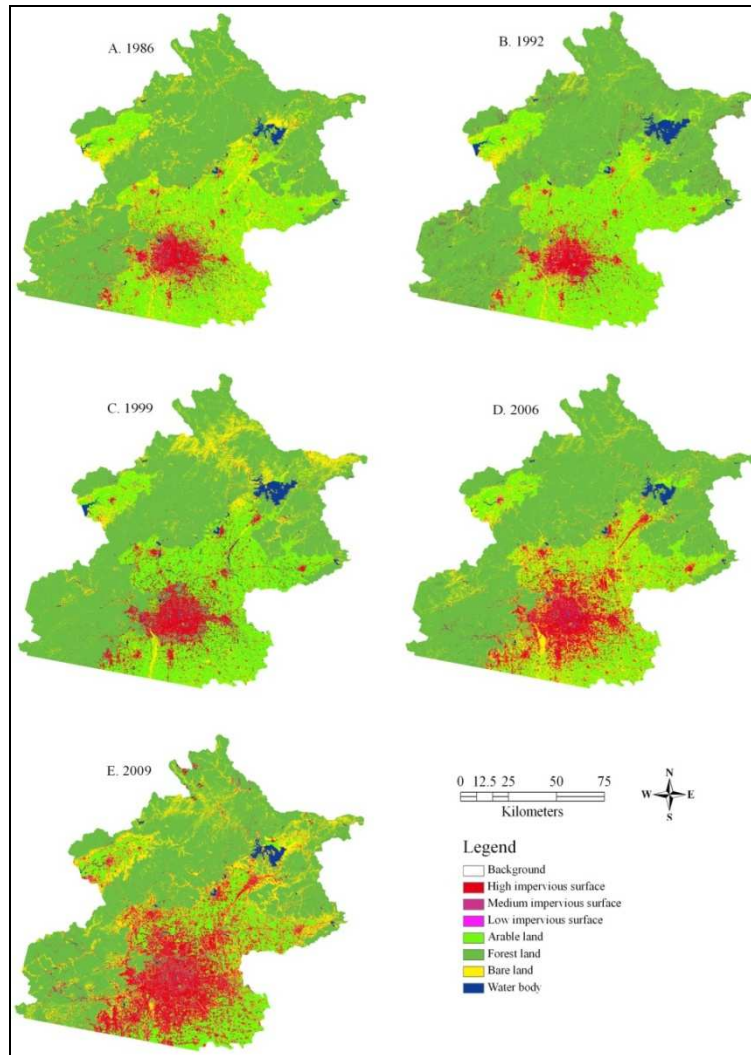 A. 1986
B. 1992
C. 1999
D. 2006
E. 2009
0 12.5 25 50 75
Kilometers
N
W E
S
Legend
Background
High impervious surface
Medium impervious surface
Low impervious surface
Arable land
Forest land
Bare land
Water body